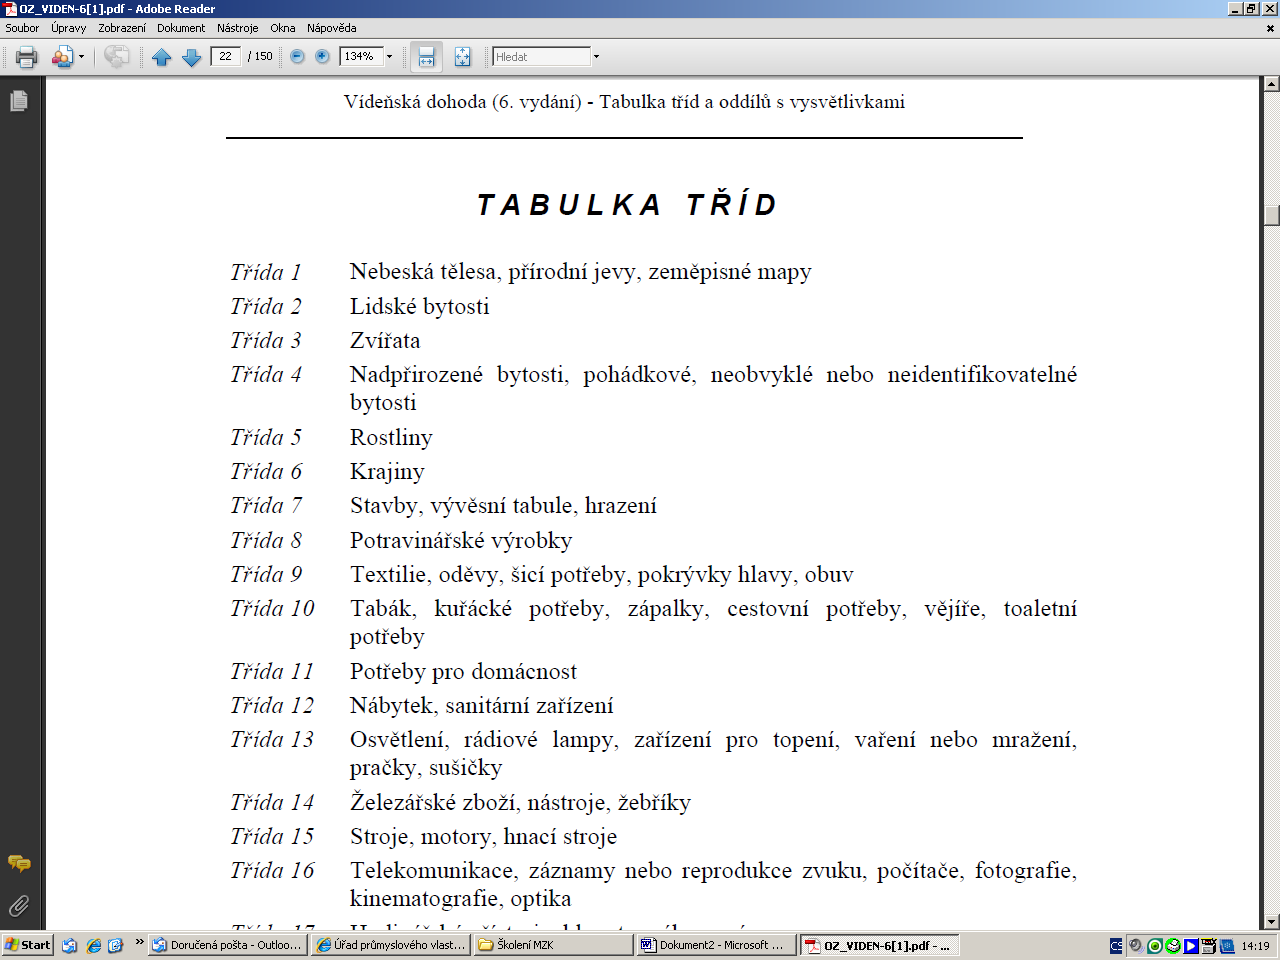 OZ_VIDEN-6[1].pdf - Adobe Reader
Soubor Úpravy Zobrazení Dokument Nástroje Okna Nápověda
22 / 150 134% Hledat
Vídeňská dohoda (6. vydání) - Tabulka tříd a oddílů s vysvětlivkami
TABULKA TŘÍD
Třída 1 Nebeská tělesa, přírodní jevy, zeměpisné mapy
Třída 2 Lidské bytosti
Třída 3 Zvířata
Třída 4 Nadpřirozené bytosti, pohádkové, neobvyklé nebo neidentifikovatelné
bytosti
Třída 5 Rostliny
Třída 6 Krajiny
Třída 7 Stavby, vývěsní tabule, hrazení
Třída 8 Potravinářské výrobky
Třída 9 Textilie, oděvy, šicí potřeby, pokrývky hlavy, obuv
Třída 10 Tabák, kuřácké potřeby, zápalky, cestovní potřeby, vějíře, toaletní
potřeby
Třída 11 Potřeby pro domácnost
Třída 12 Nábytek, sanitární zařízení
Třída 13 Osvětlení, rádiové lampy, zařízení pro topení, vaření nebo mražení,
pračky, sušičky
Třída 14 Železářské zboží, nástroje, žebříky
Třída 15 Stroje, motory, hnací stroje
Třída 16 Telekomunikace, záznamy nebo reprodukce zvuku, počítače, fotografie,
kinematografie, optika
Třída 17
Start » Doručená pošta - Outloo... Úřad průmyslového vlast... Školení MZK Dokument2 - Microsoft ... OZ_VIDEN-6[1].pdf - ... CS 14:19